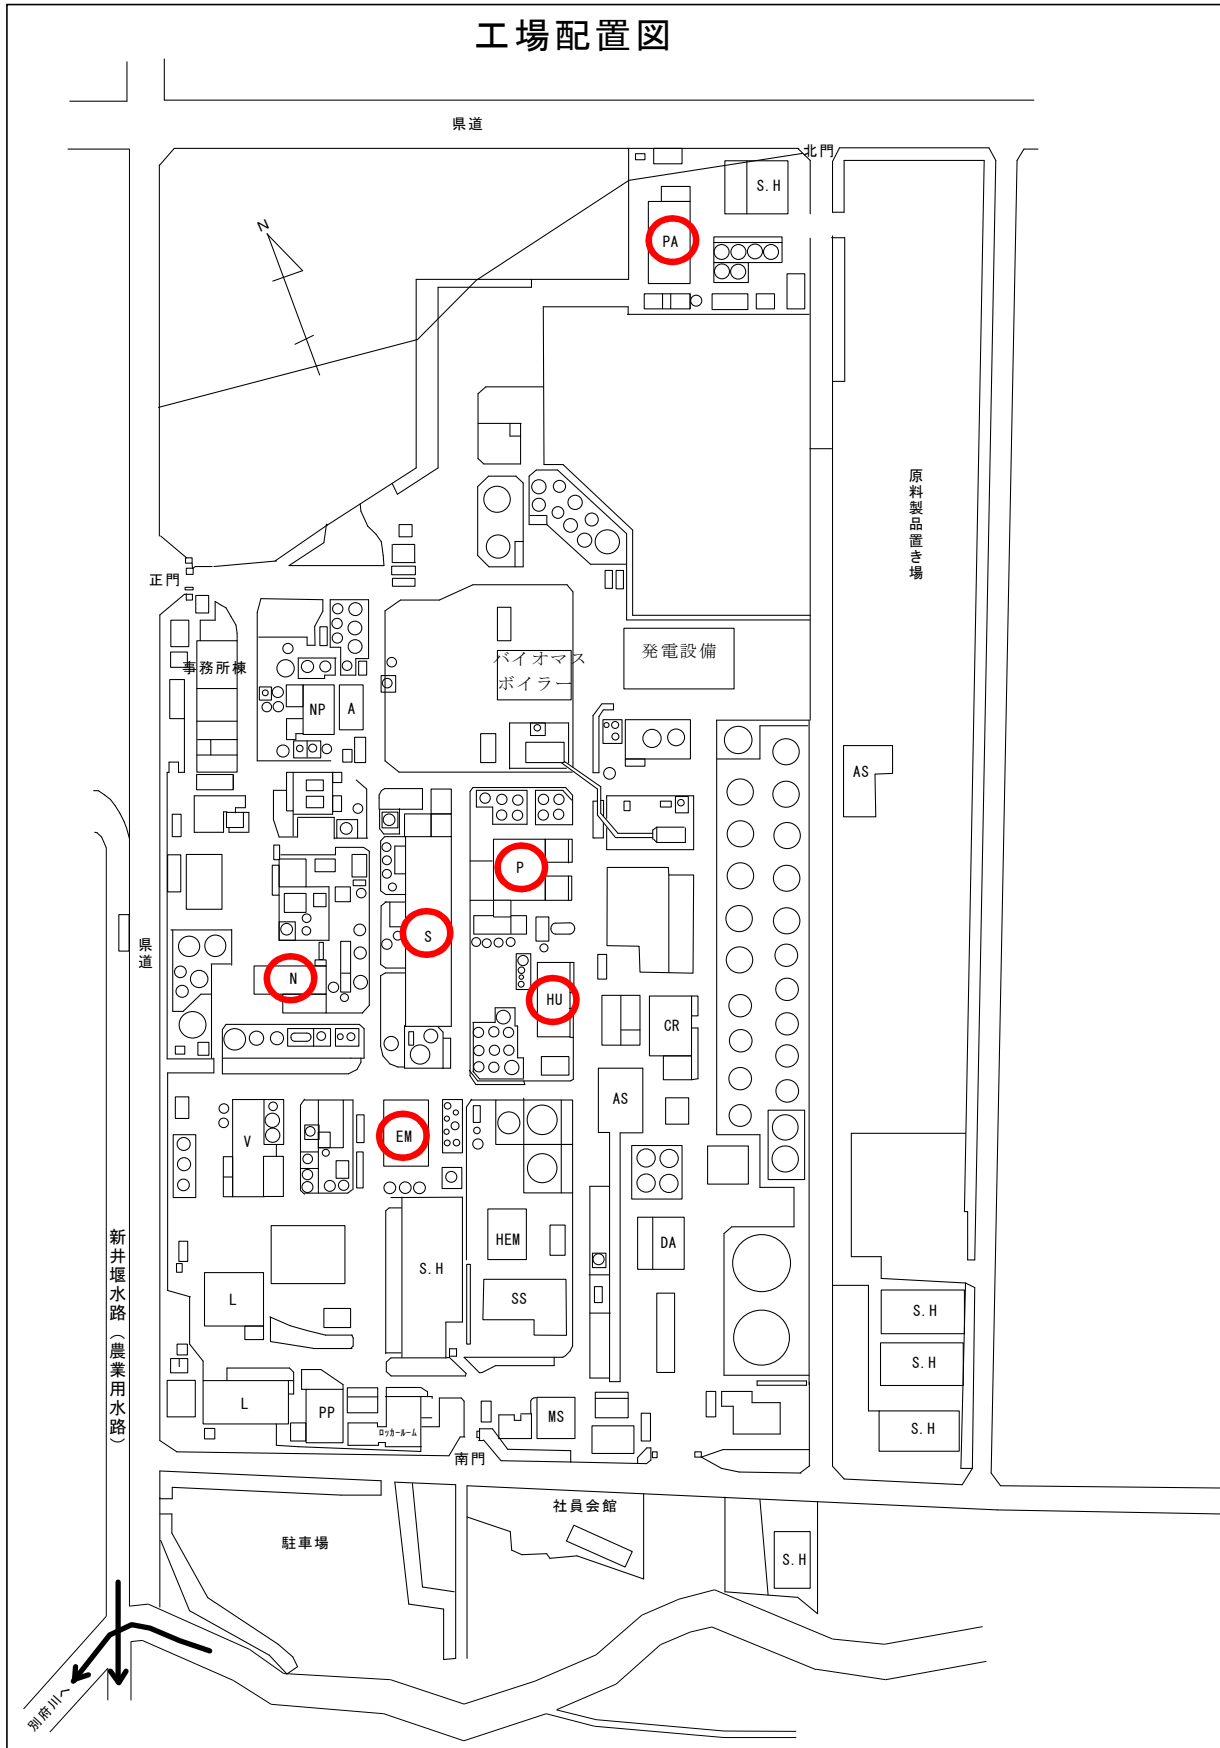 工場配置図
県道
北門
S.H
N
PA
原料製品置き場
正門
事務所棟
バイオマス
ボイラー
発電設備
NP
A
AS
P
S
県道
N
HU
CR
AS
EM
V
HEM
DA
新井堰水路（農業用水路）
S.H
L
SS
S.H
S.H
L
PP
ロッカールーム
MS
S.H
南門
社員会館
駐車場
S.H
別府川へ